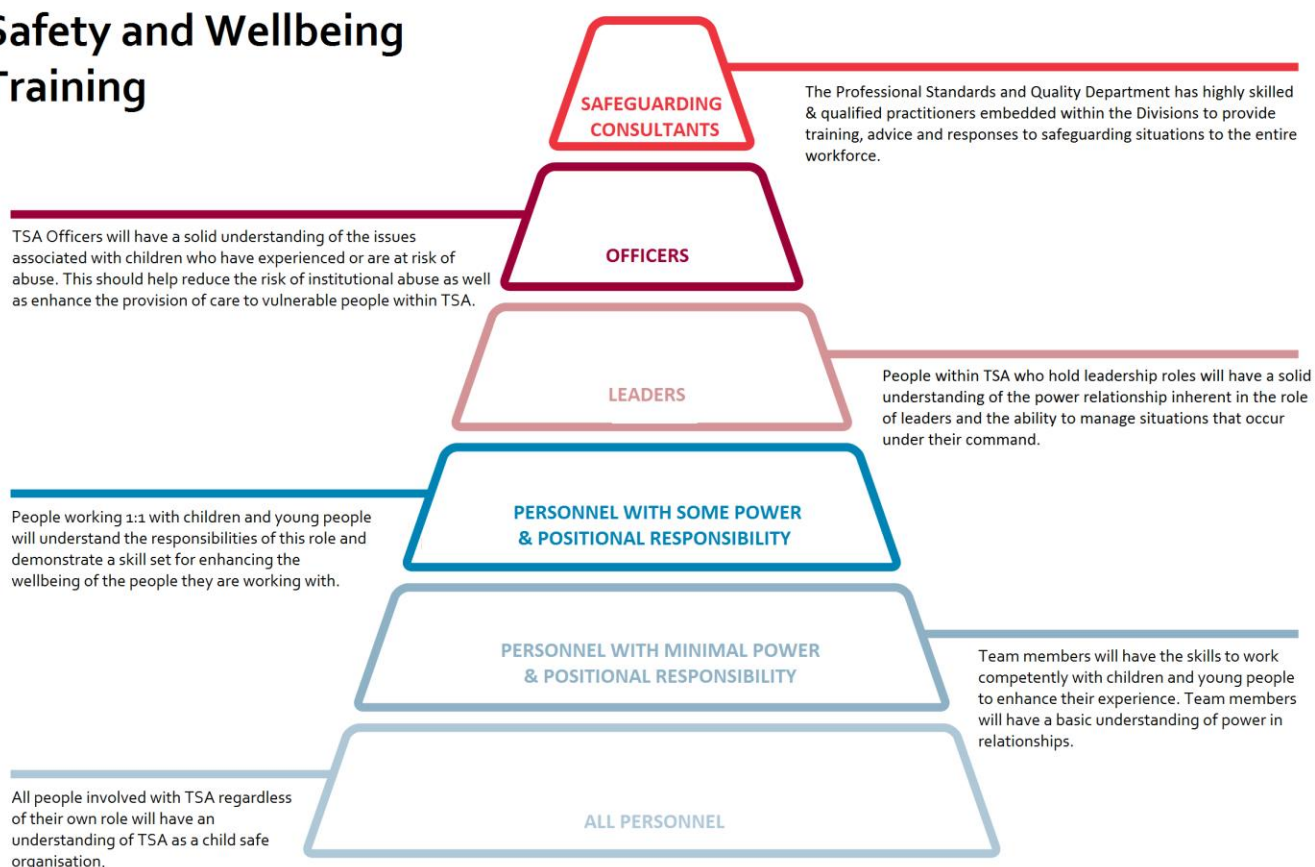 Safety and Wellbeing
Training
SAFEGUARDING
CONSULTANTS
The Professional Standards and Quality Department has highly skilled
& qualified practitioners embedded within the Divisions to provide
training, advice and responses to safeguarding situations to the entire
workforce.
OFFICERS
TSA Officers will have a solid understanding of the issues
associated with children who have experienced or are at risk of
abuse. This should help reduce the risk of institutional abuse as well
as enhance the provision of care to vulnerable people within TSA.
LEADERS
People within TSA who hold leadership roles will have a solid
understanding of the power relationship inherent in the role
of leaders and the ability to manage situations that occur
under their command.
PERSONNEL WITH SOME POWER
& POSITIONAL RESPONSIBILITY
People working 1:1 with children and young people
will understand the responsibilities of this role and
demonstrate a skill set for enhancing the
wellbeing of the people they are working with.
PERSONNEL WITH MINIMAL POWER
& POSITIONAL RESPONSIBILITY
Team members will have the skills to work
competently with children and young people
to enhance their experience. Team members
will have a basic understanding of power in
relationships.
ALL PERSONNEL
All people involved with TSA regardless
of their own role will have an
understanding of TSA as a child safe
organisation.